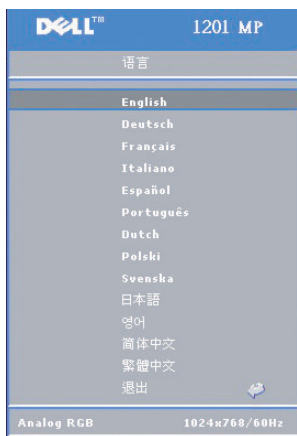 DELL™ 1201 MP
语言
English
Deutsch
Français
Italiano
Español
Português
Dutch
Polski
Svenska
日本語
영어
简体中文
繁體中文
退出
Analog RGB 1024x768/60Hz